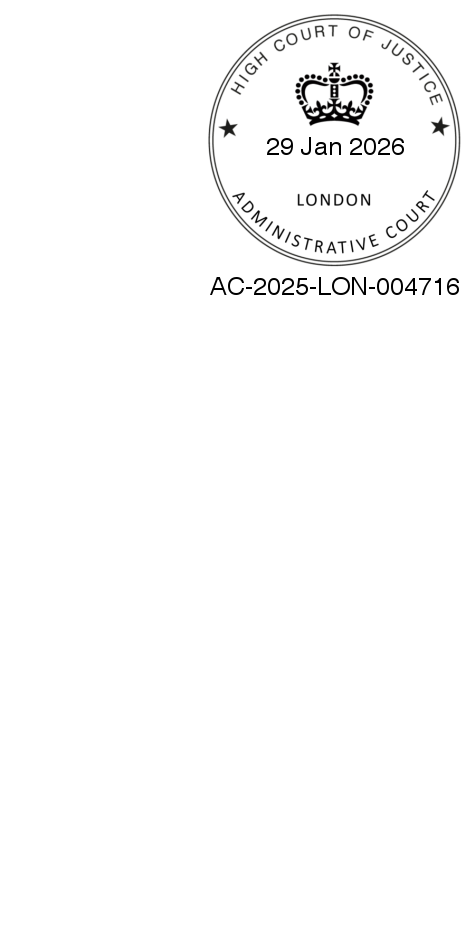 HIGH COURT OF JUSTICE
29 Jan 2026
LONDON
ADMINISTRATIVE COURT
AC-2025-LON-004716